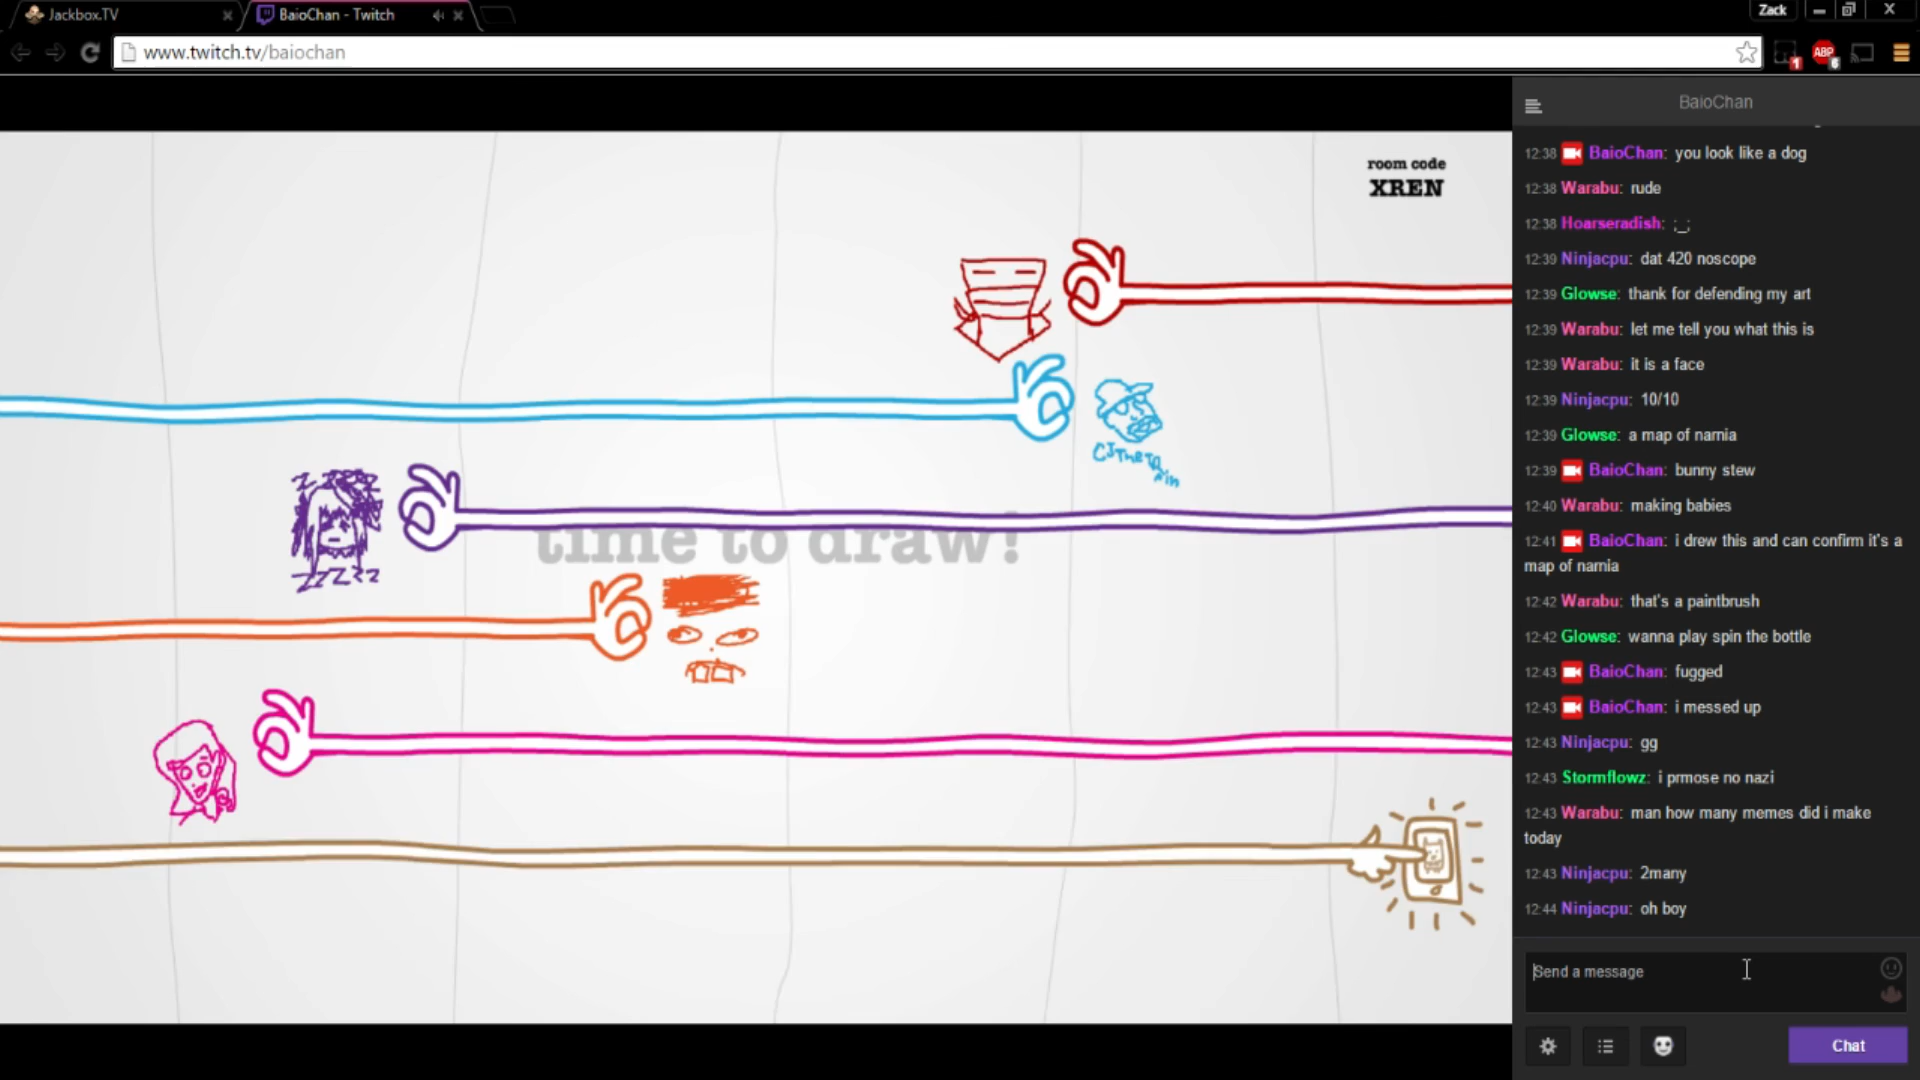 Jackbox.TV
BaioChan - Twitch
Zack
www.twitch.tv/baiochan
ABP
1
6
BaioChan
room code
XREN
CJTheTRain
time to draw!
12:38 BaioChan: you look like a dog
12:38 Warabu: rude
12:38 Hoarseradish: ;_;
12:39 Ninjacpu: dat 420 noscope
12:39 Glowse: thank for defending my art
12:39 Warabu: let me tell you what this is
12:39 Warabu: it is a face
12:39 Ninjacpu: 10/10
12:39 Glowse: a map of narnia
12:39 BaioChan: bunny stew
12:40 Warabu: making babies
12:41 BaioChan: i drew this and can confirm it's a
map of narnia
12:42 Warabu: that's a paintbrush
12:42 Glowse: wanna play spin the bottle
12:43 BaioChan: fugged
12:43 BaioChan: i messed up
12:43 Ninjacpu: gg
12:43 Stormflowz: i prmose no nazi
12:43 Warabu: man how many memes did i make
today
12:43 Ninjacpu: 2many
12:44 Ninjacpu: oh boy
Send a message
Chat